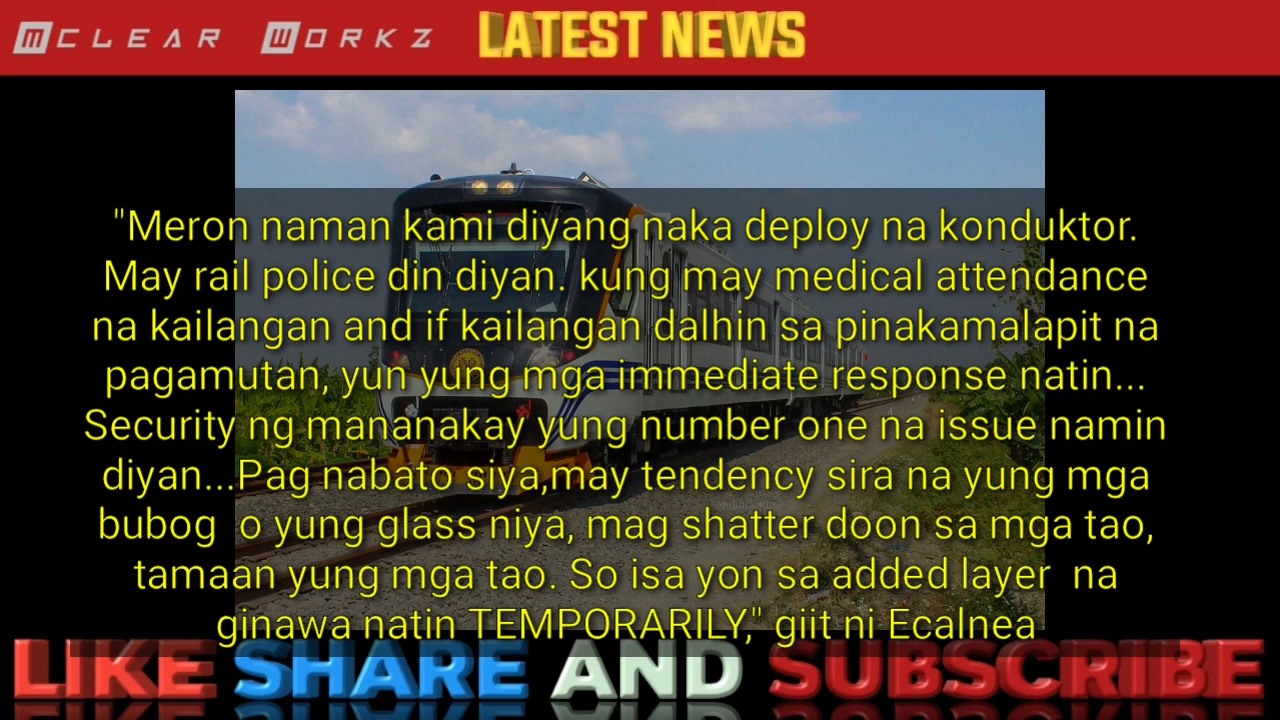 MCLEAR WORKZ
LATEST NEWS
"Meron naman kami diyang naka deploy na konduktor.
May rail police din diyan. kung may medical attendance
na kailangan and if kailangan dalhin sa pinakamalapit na
pagamutan, yun yung mga immediate response natin...
Security ng mananakay yung number one na issue namin
diyan...Pag nabato siya,may tendency sira na yung mga
bubog  o yung glass niya, mag shatter doon sa mga tao,
tamaan yung mga tao. So isa yon sa added layer  na
ginawa natin TEMPORARILY," giit ni Ecalnea
LIKE SHARE AND SUBSCRIBE